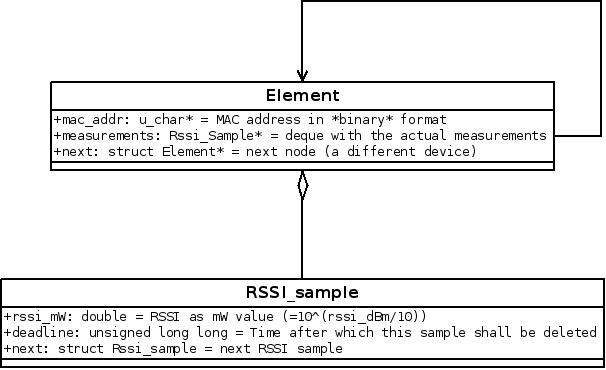 Element
+mac_addr: u_char* = MAC address in *binary* format
+measurements: Rssi_Sample* = deque with the actual measurements
+next: struct Element* = next node (a different device)
RSSI_sample
+rssi_mW: double = RSSI as mW value (=10^(rssi_dBm/10))
+deadline: unsigned long long = Time after which this sample shall be deleted
+next: struct Rssi_sample = next RSSI sample